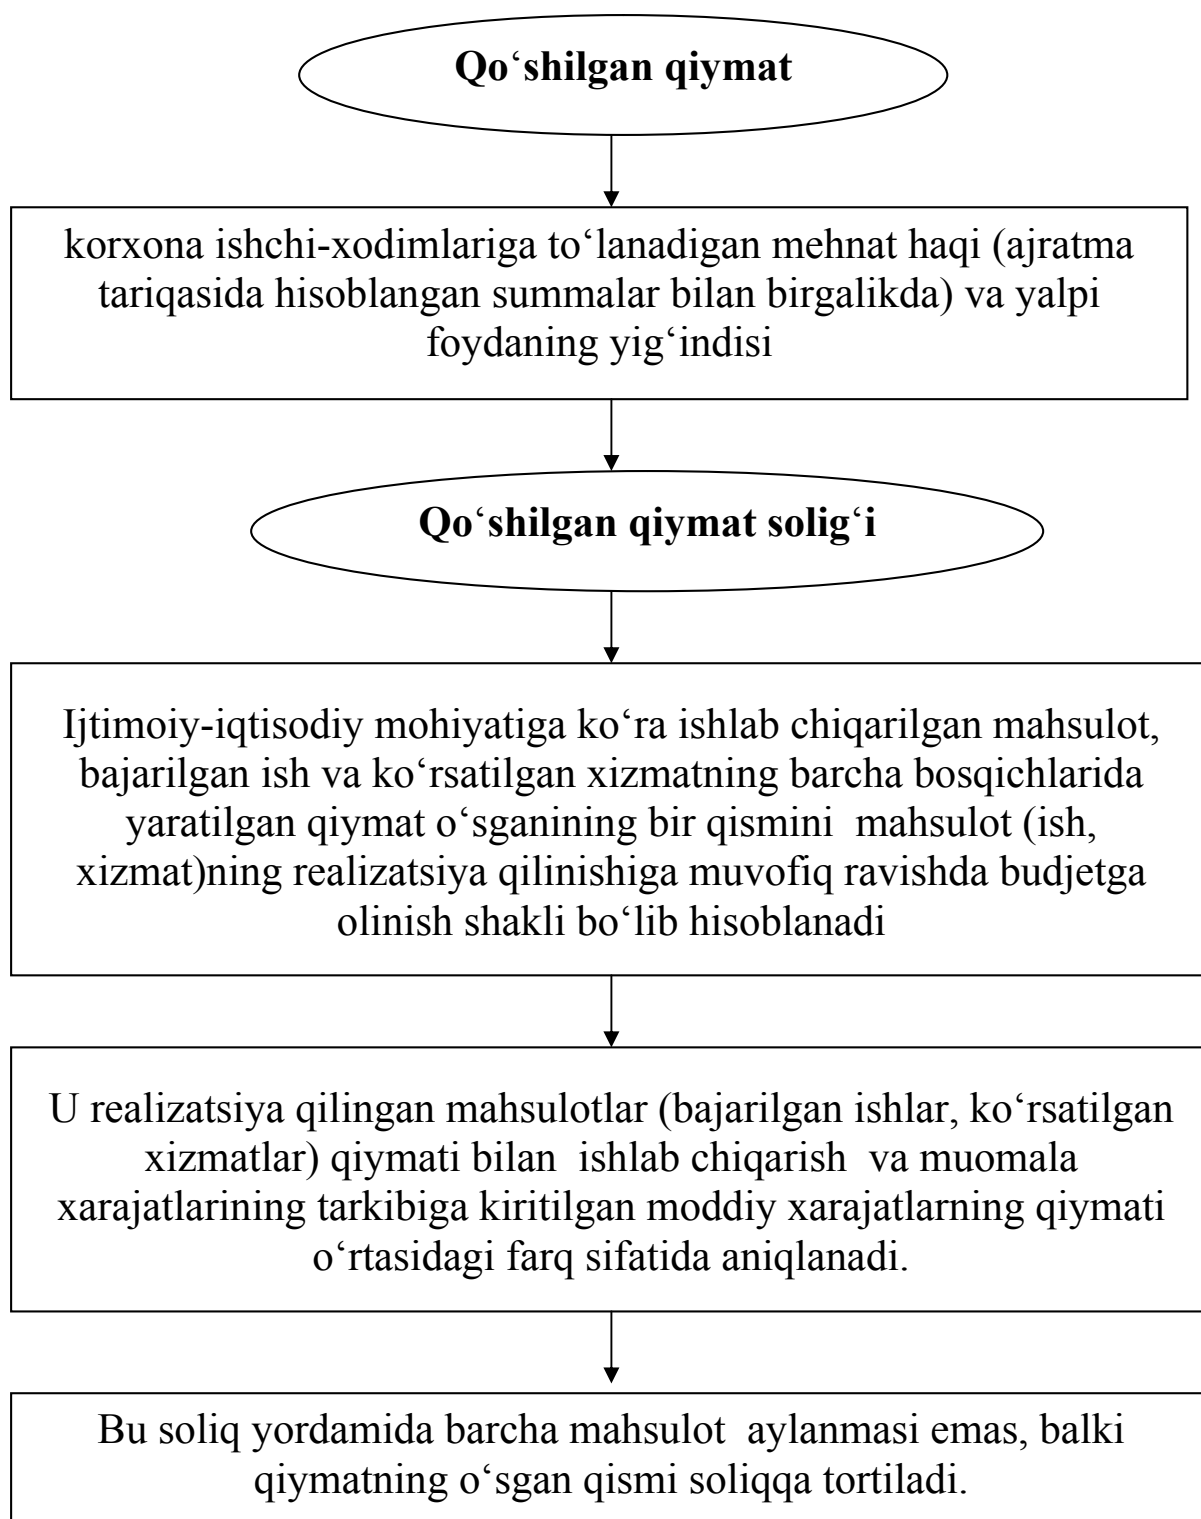 Qo‘shilgan qiymat
korxona ishchi-xodimlariga to‘lanadigan mehnat haqi (ajratma
tariqasida hisoblangan summalar bilan birgalikda) va yalpi
foydaning yig‘indisi
Qo‘shilgan qiymat solig‘i
Ijtimoiy-iqtisodiy mohiyatiga ko‘ra ishlab chiqarilgan mahsulot,
bajarilgan ish va ko‘rsatilgan xizmatning barcha bosqichlarida
yaratilgan qiymat o‘sganining bir qismini mahsulot (ish,
xizmat)ning realizatsiya qilinishiga muvofiq ravishda budjetga
olinish shakli bo‘lib hisoblanadi
U realizatsiya qilingan mahsulotlar (bajarilgan ishlar, ko‘rsatilgan
xizmatlar) qiymati bilan ishlab chiqarish va muomala
xarajatlarining tarkibiga kiritilgan moddiy xarajatlarning qiymati
o‘rtasidagi farq sifatida aniqlanadi.
Bu soliq yordamida barcha mahsulot aylanmasi emas, balki
qiymatning o‘sgan qismi soliqqa tortiladi.